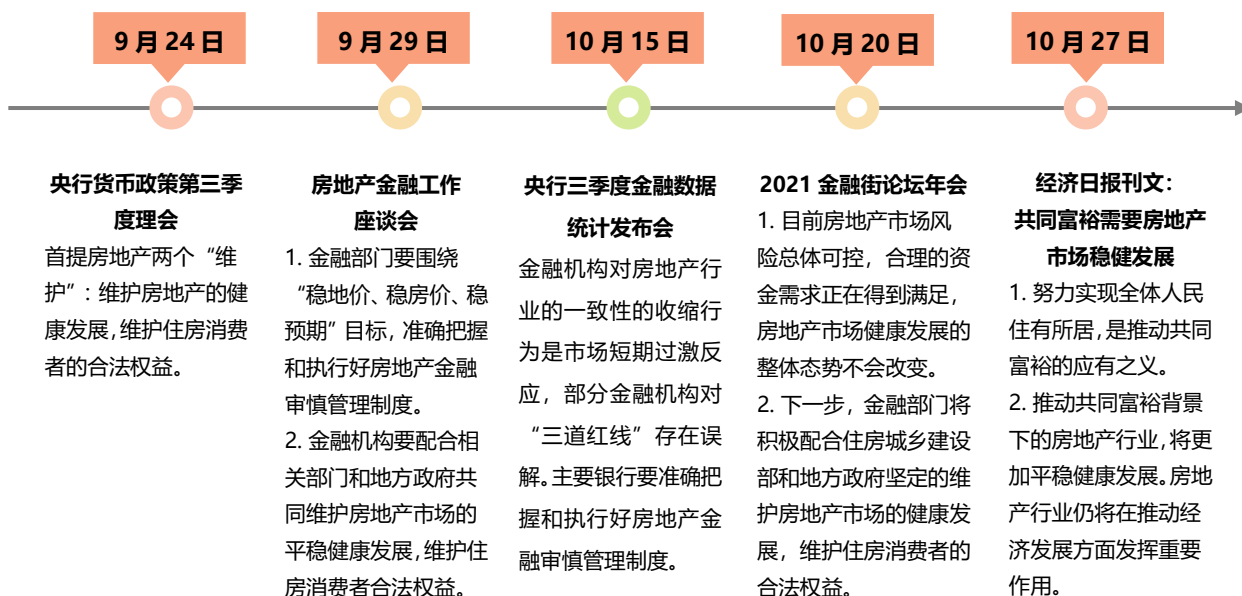 9 月 24 日
9 月 29 日
10 月 15 日
10 月 20 日
10 月 27 日
央行货币政策第三季
度理会
首提房地产两个“维
护”：维护房地产的健
康发展，维护住房消费
者的合法权益。
房地产金融工作
座谈会
1. 金融部门要围绕
“稳地价、稳房价、稳
预期”目标，准确把握
和执行好房地产金融
审慎管理制度。
2. 金融机构要配合相
关部门和地方政府共
同维护房地产市场的
平稳健康发展，维护住
房消费者合法权益。
央行三季度金融数据
统计发布会
金融机构对房地产行
业的一致性的收缩行
为是市场短期过激反
应，部分金融机构对
“三道红线”存在误
解。主要银行要准确把
握和执行好房地产金
融审慎管理制度。
2021 金融街论坛年会
1. 目前房地产市场风
险总体可控，合理的资
金需求正在得到满足，
房地产市场健康发展的
整体态势不会改变。
2. 下一步，金融部门将
积极配合住房城乡建设
部和地方政府坚定的维
护房地产市场的健康发
展，维护住房消费者的
合法权益。
经济日报刊文：
共同富裕需要房地产
市场稳健发展
1. 努力实现全体人民
住有所居，是推动共同
富裕的应有之义。
2. 推动共同富裕背景
下的房地产行业，将更
加平稳健康发展。房地
产行业仍将在推动经
济发展方面发挥重要
作用。